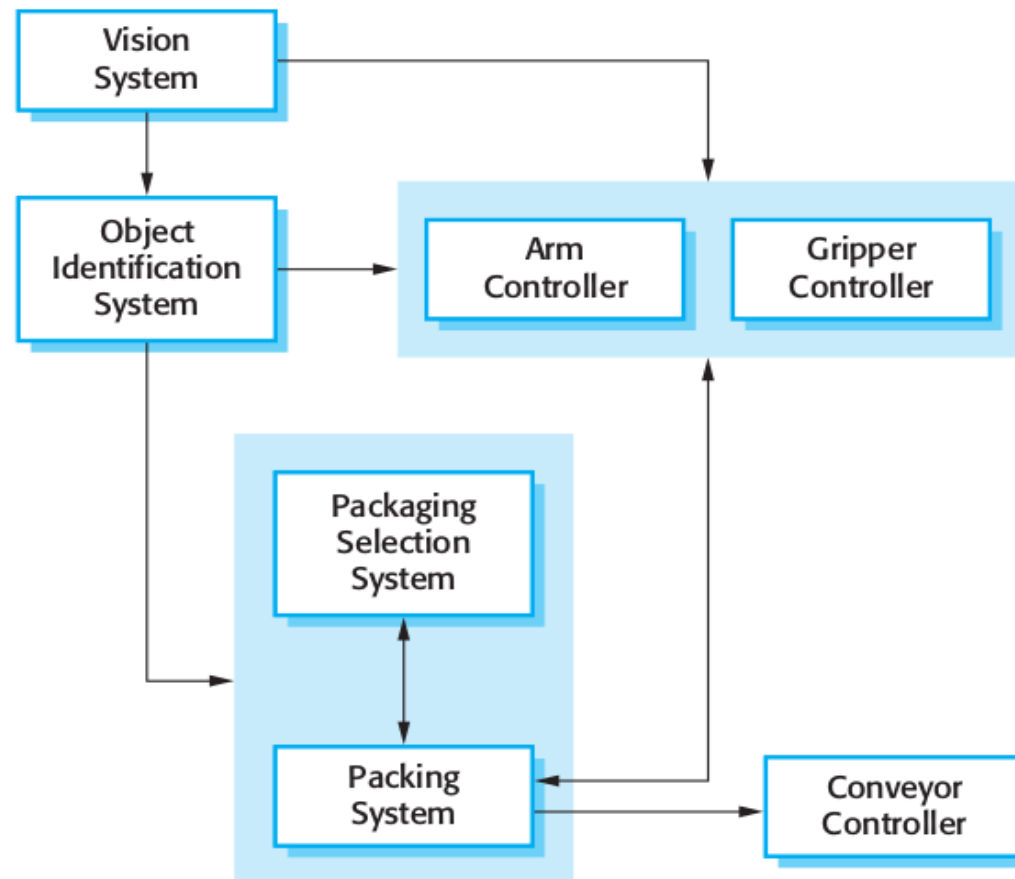 Vision
System
Object
Identification
System
Arm
Controller
Gripper
Controller
Packaging
Selection
System
Packing
System
Conveyor
Controller